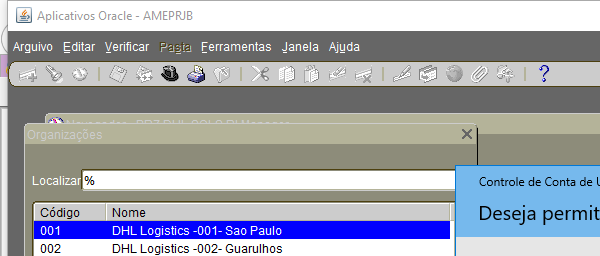 Aplicativos Oracle - AMEPRJB
Arquivo Editar Verificar Pasta Ferramentas Janela Ajuda
Organizações
Localizar %
Controle de Conta de U
Deseja permit
Código Nome
001 DHL Logistics -001- Sao Paulo
002 DHL Logistics -002- Guarulhos